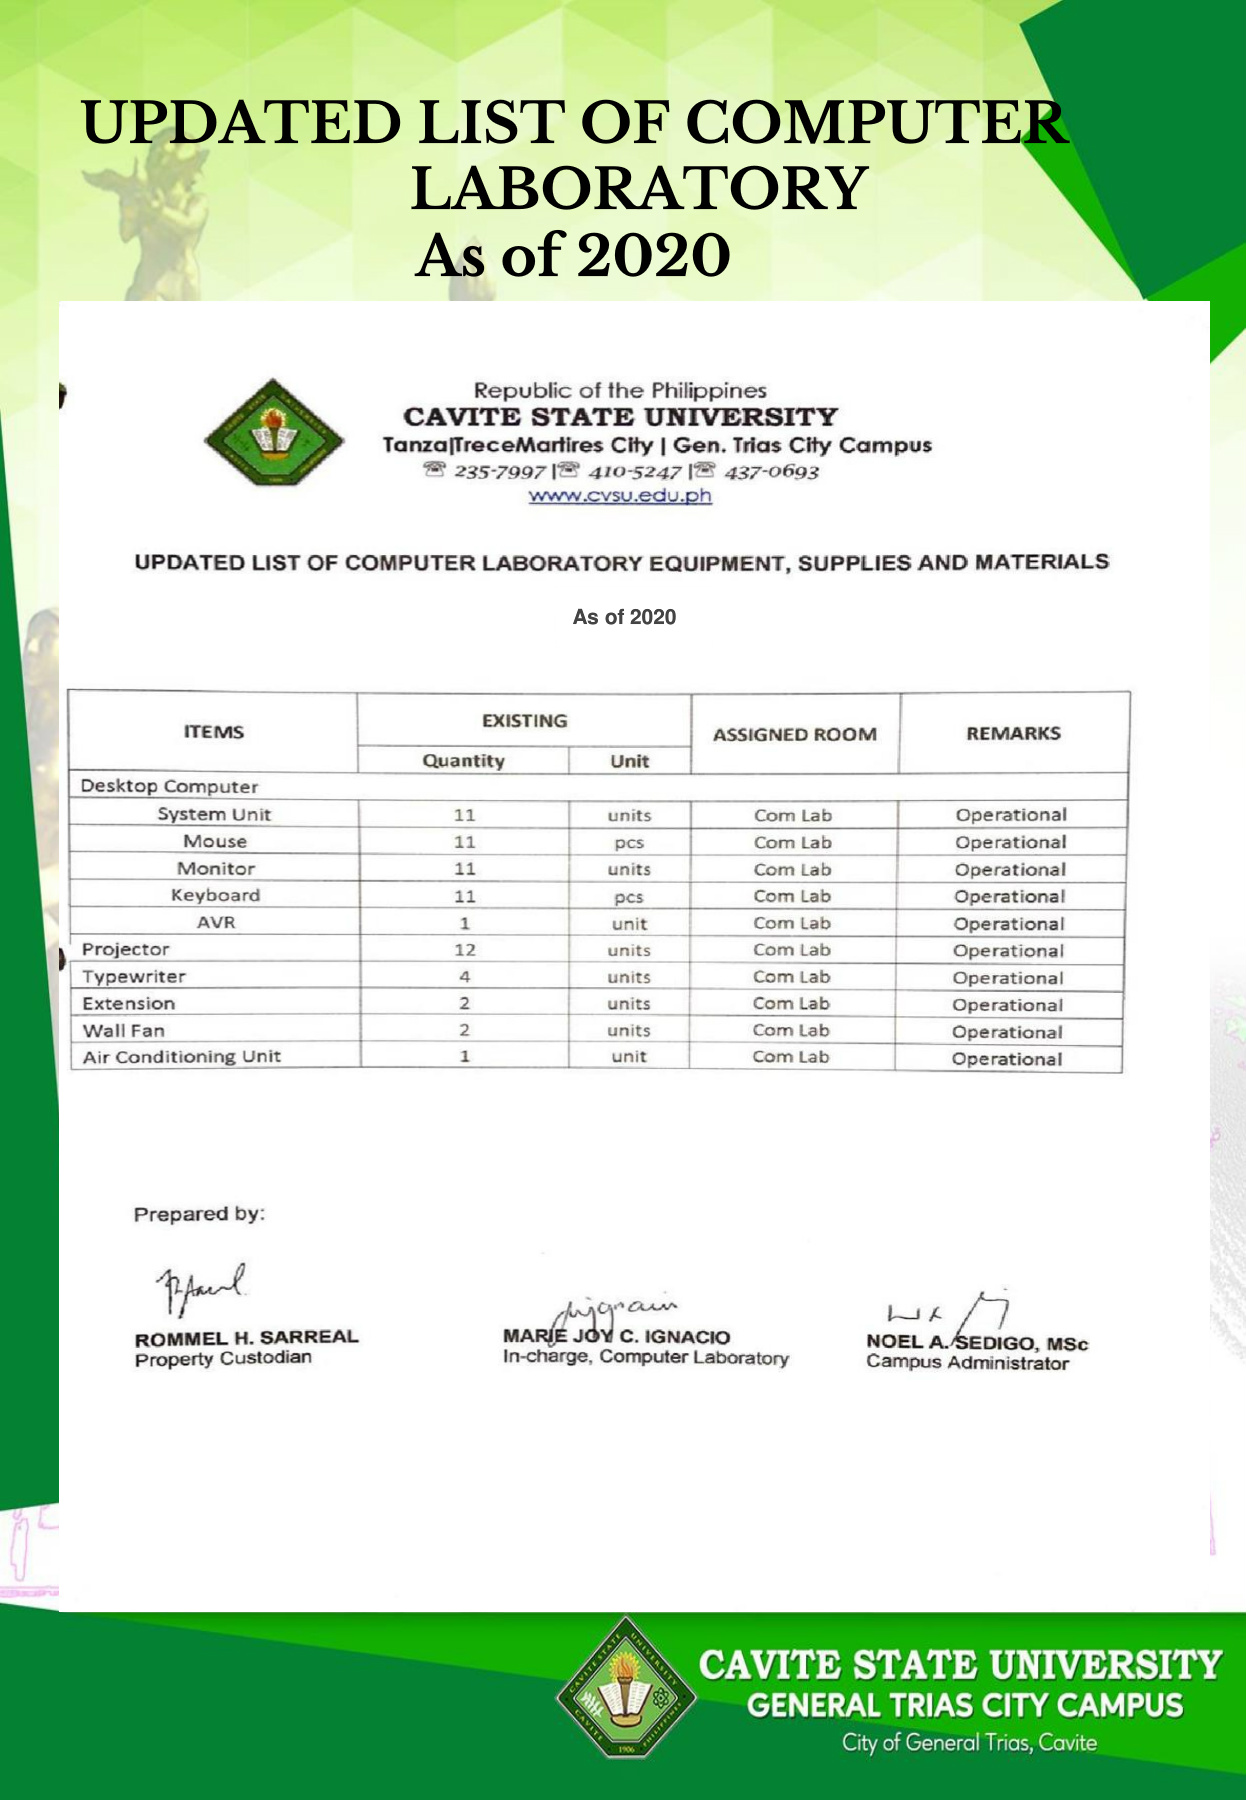 UPDATED LIST OF COMPUTER
LABORATORY
As of 2020
Republic of the Philippines
CAVITE STATE UNIVERSITY
Tanza|TreceMartires City | Gen. Trias City Campus
☏ 235-7997 |☏ 410-5247 |☏ 437-0693
www.cvsu.edu.ph
UPDATED LIST OF COMPUTER LABORATORY EQUIPMENT, SUPPLIES AND MATERIALS
As of 2020
ITEMS EXISTING ASSIGNED ROOM REMARKS
Quantity Unit
Desktop Computer
System Unit 11 units Com Lab Operational
Mouse 11 pcs Com Lab Operational
Monitor 11 units Com Lab Operational
Keyboard 11 pcs Com Lab Operational
AVR 1 unit Com Lab Operational
Projector 12 units Com Lab Operational
Typewriter 4 units Com Lab Operational
Extension 2 units Com Lab Operational
Wall Fan 2 units Com Lab Operational
Air Conditioning Unit 1 unit Com Lab Operational
Prepared by:
ROMMEL H. SARREAL MARIE JOY C. IGNACIO NOEL A. SEDIGO, MSc
Property Custodian In-charge, Computer Laboratory Campus Administrator
CAVITE STATE UNIVERSITY
GENERAL TRIAS CITY CAMPUS
City of General Trias, Cavite
CAVITE STATE UNIVERSITY
CAVITE PHILIPPINES
1906